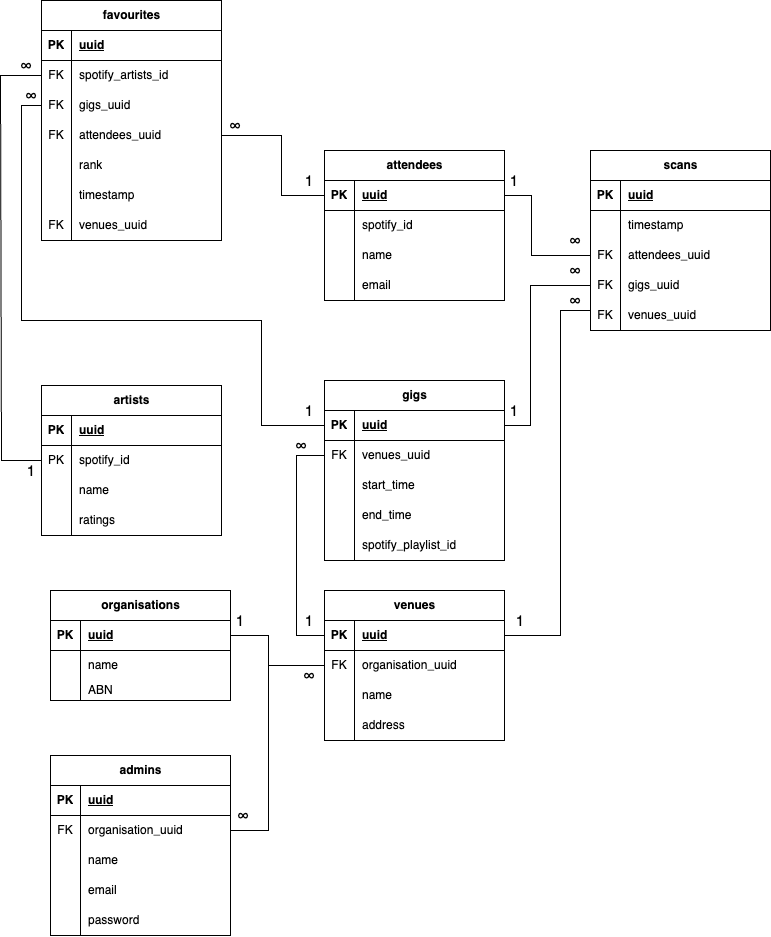 favourites
PK uuid
FK spotify_artists_id
FK gigs_uuid
FK attendees_uuid
rank
timestamp
FK venues_uuid
∞
∞
∞
1
attendees
PK uuid
spotify_id
name
email
1
scans
PK uuid
timestamp
FK attendees_uuid
FK gigs_uuid
FK venues_uuid
∞
∞
∞
artists
PK uuid
PK spotify_id
name
ratings
1
gigs
PK uuid
FK venues_uuid
start_time
end_time
spotify_playlist_id
1
1
∞
organisations
PK uuid
name
ABN
1
venues
PK uuid
FK organisation_uuid
name
address
1
1
∞
admins
PK uuid
FK organisation_uuid
name
email
password
∞